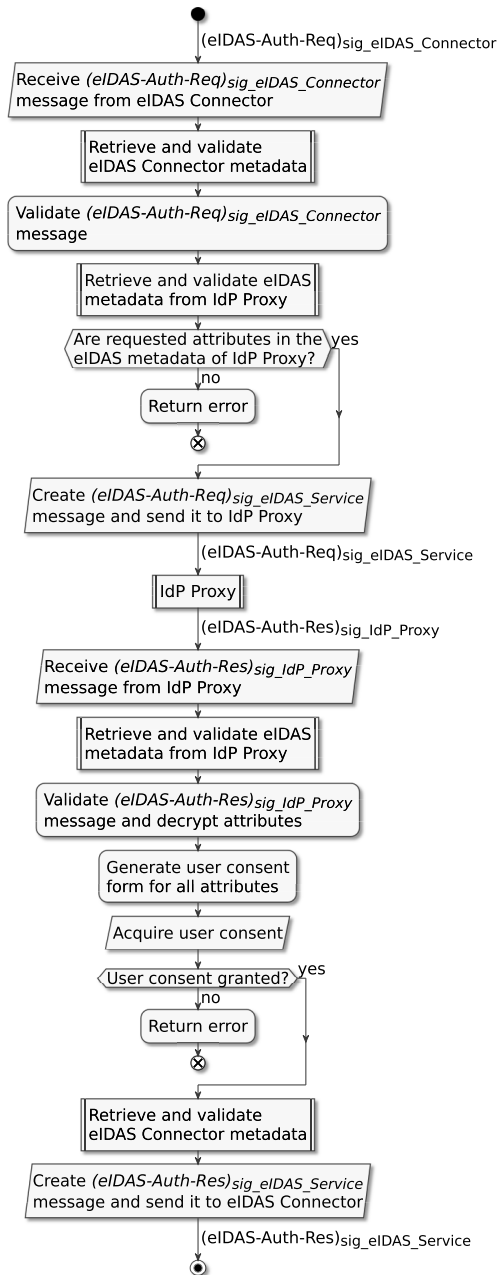 (eIDAS-Auth-Req)sig_eIDAS_Connector
Receive (eIDAS-Auth-Req)sig_eIDAS_Connector
message from eIDAS Connector
Retrieve and validate
eIDAS Connector metadata
Validate (eIDAS-Auth-Req)sig_eIDAS_Connector
message
Retrieve and validate eIDAS
metadata from IdP Proxy
Are requested attributes in the
eIDAS metadata of IdP Proxy?
yes
no
Return error
Create (eIDAS-Auth-Req)sig_eIDAS_Service
message and send it to IdP Proxy
(eIDAS-Auth-Req)sig_eIDAS_Service
IdP Proxy
(eIDAS-Auth-Res)sig_IdP_Proxy
Receive (eIDAS-Auth-Res)sig_IdP_Proxy
message from IdP Proxy
Retrieve and validate eIDAS
metadata from IdP Proxy
Validate (eIDAS-Auth-Res)sig_IdP_Proxy
message and decrypt attributes
Generate user consent
form for all attributes
Acquire user consent
User consent granted?
yes
no
Return error
Retrieve and validate
eIDAS Connector metadata
Create (eIDAS-Auth-Res)sig_eIDAS_Service
message and send it to eIDAS Connector
(eIDAS-Auth-Res)sig_eIDAS_Service